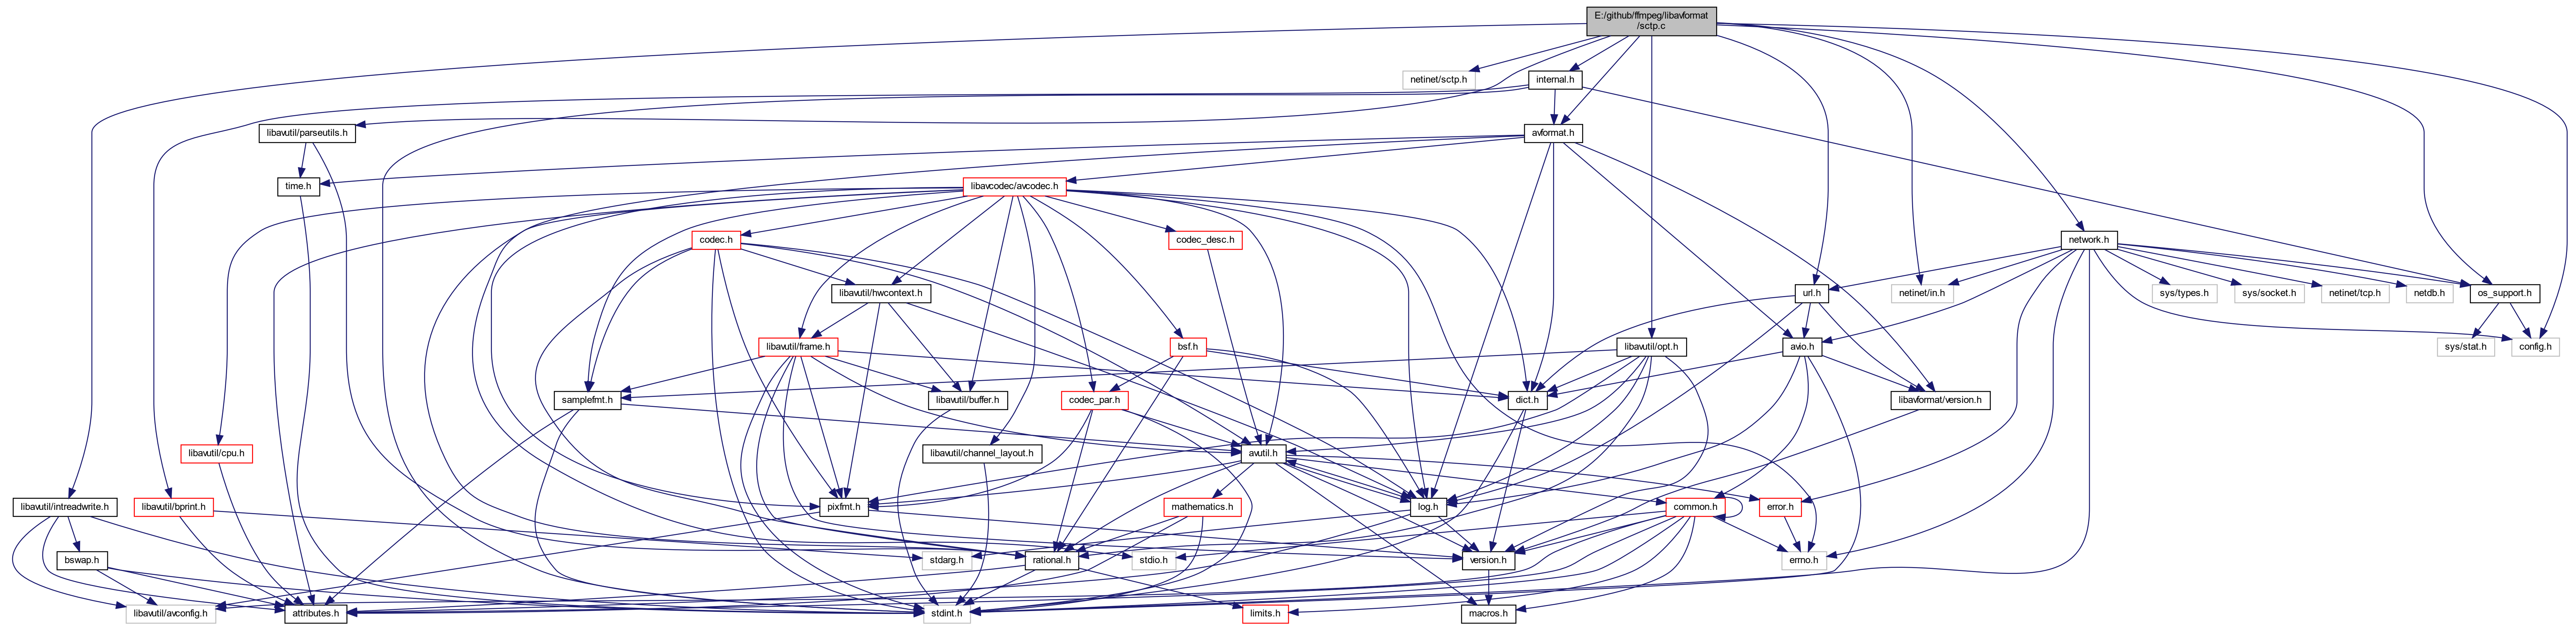 E:/github/ffmpeg/libavformat
/sctp.c
netinet/sctp.h
internal.h
libavutil/parseutils.h
avformat.h
time.h
libavcodec/avcodec.h
codec.h
codec_desc.h
network.h
libavutil/hwcontext.h
url.h
netinet/in.h
sys/types.h
sys/socket.h
netinet/tcp.h
netdb.h
os_support.h
libavutil/frame.h
bsf.h
libavutil/opt.h
avio.h
sys/stat.h
config.h
samplefmt.h
libavutil/buffer.h
codec_par.h
dict.h
libavformat/version.h
libavutil/cpu.h
libavutil/channel_layout.h
avutil.h
libavutil/intreadwrite.h
libavutil/bprint.h
pixfmt.h
mathematics.h
log.h
common.h
error.h
bswap.h
stdarg.h
rational.h
stdio.h
version.h
errno.h
libavutil/avconfig.h
attributes.h
stdint.h
limits.h
macros.h